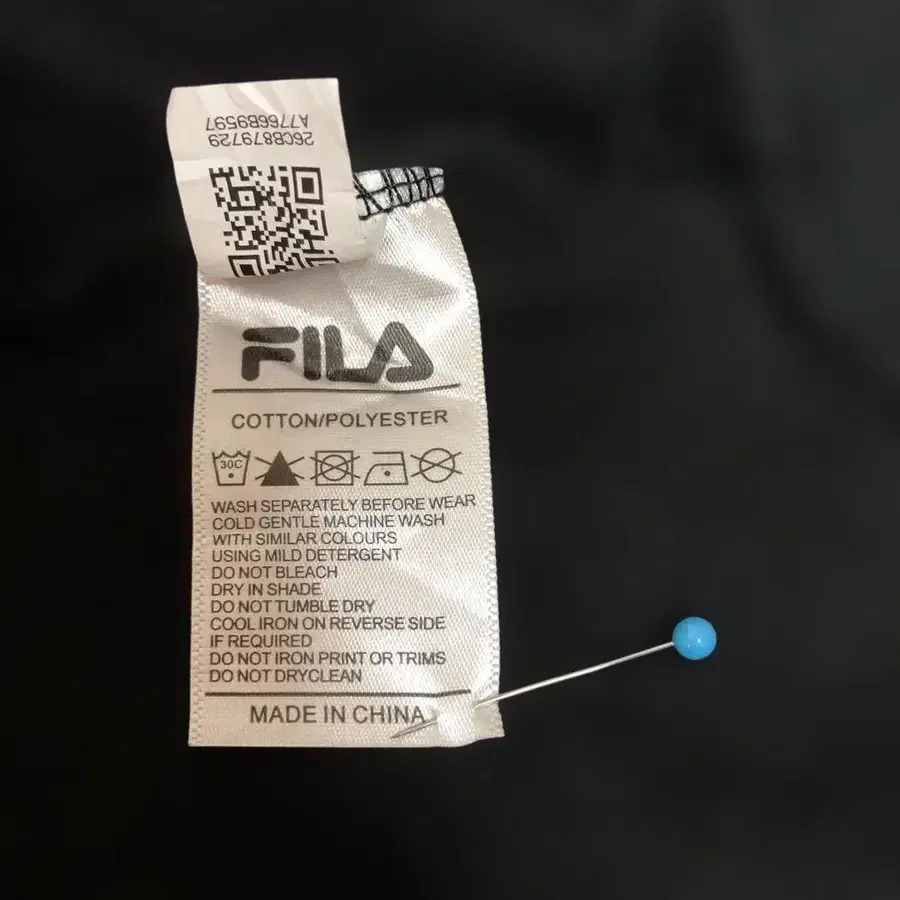 A7766B9597
26CB879729
FILA
COTTON/POLYESTER
30C
WASH SEPARATELY BEFORE WEAR
COLD GENTLE MACHINE WASH
WITH SIMILAR COLOURS
USING MILD DETERGENT
DO NOT BLEACH
DRY IN SHADE
DO NOT TUMBLE DRY
COOL IRON ON REVERSE SIDE
IF REQUIRED
DO NOT IRON PRINT OR TRIMS
DO NOT DRYCLEAN
MADE IN CHINA